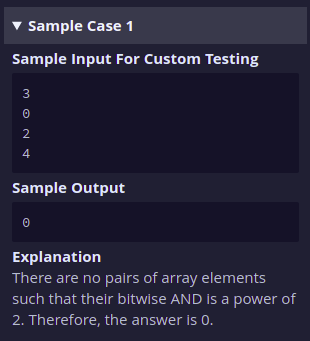 ▼ Sample Case 1
Sample Input For Custom Testing
3
0
2
4
Sample Output
0
Explanation
There are no pairs of array elements
such that their bitwise AND is a power of
2. Therefore, the answer is 0.